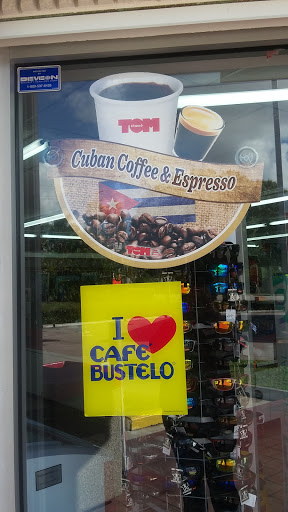 TOM
Cuban Coffee & Espresso
TOM
I
CAFE
BUSTELO